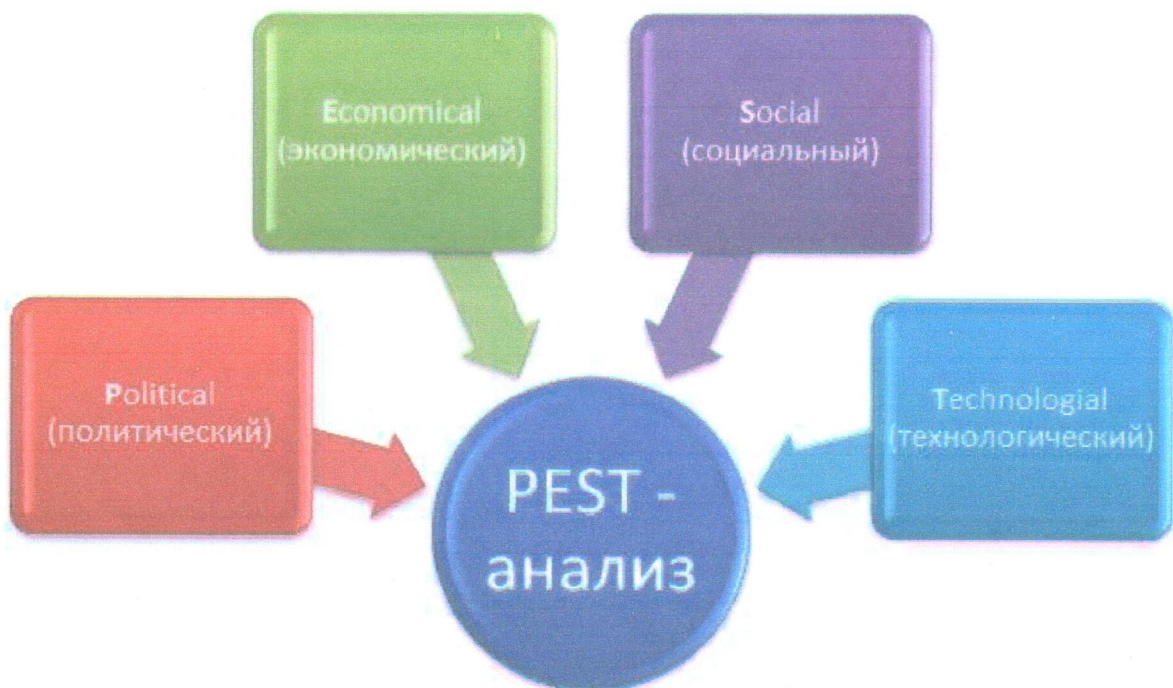 Economical
(экономический)
Social
(социальный)
Political
(политический)
Technologial
(технологический)
PEST -
анализ